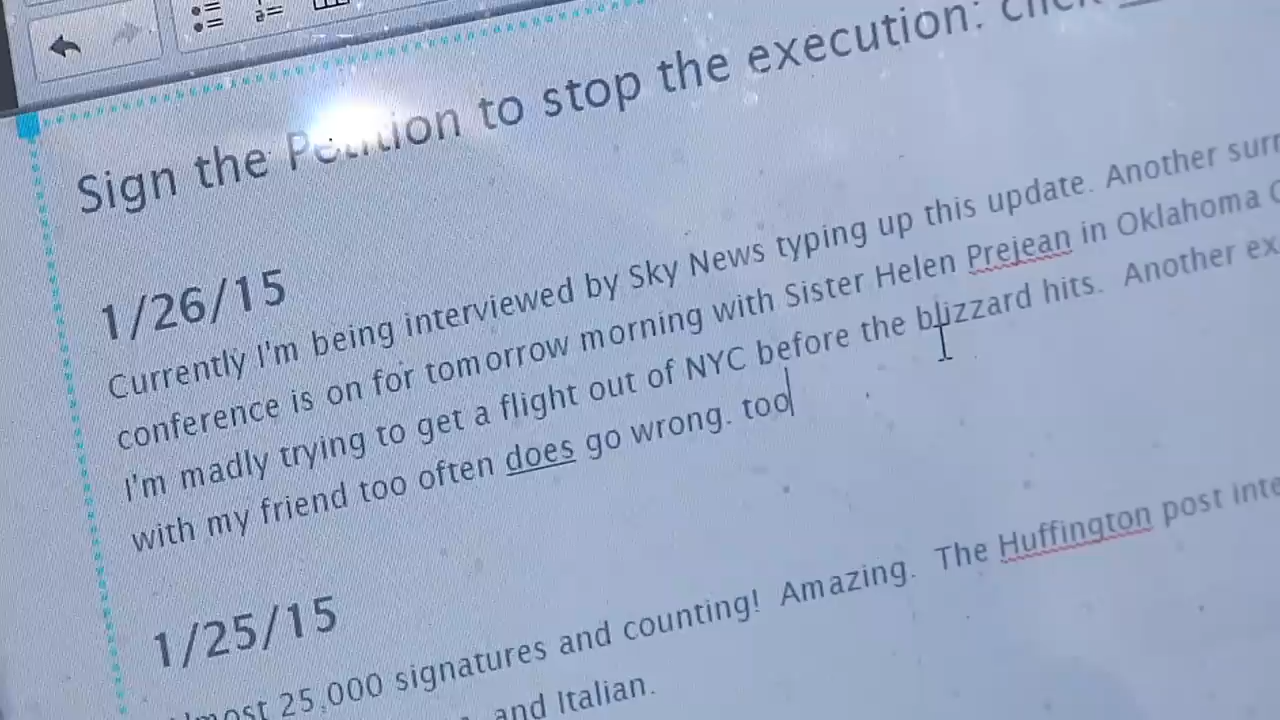 Sign the Petition to stop the execution: click
1/26/15
Currently I'm being interviewed by Sky News typing up this update. Another
conference is on for tomorrow morning with Sister Helen Prejean in Oklahoma
I'm madly trying to get a flight out of NYC before the blizzard hits. Another
with my friend too often does go wrong. too
1/25/15
25,000 signatures and counting! Amazing. The Huffington post
and Italian.